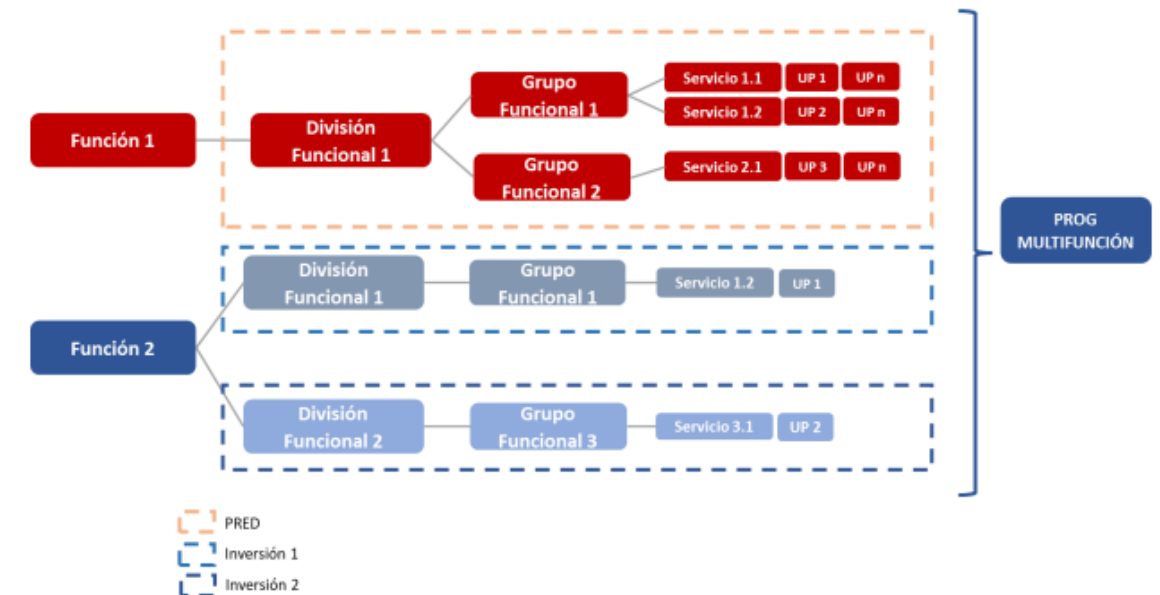 Función 1
División
Funcional 1
Grupo
Funcional 1
Servicio 1.1
UP 1
UP n
Servicio 1.2
UP 2
UP n
Grupo
Funcional 2
Servicio 2.1
UP 3
UP n
Función 2
División
Funcional 1
Grupo
Funcional 1
Servicio 1.2
UP 1
División
Funcional 2
Grupo
Funcional 3
Servicio 3.1
UP 2
PROG
MULTIFUNCIÓN
PRED
Inversión 1
Inversión 2